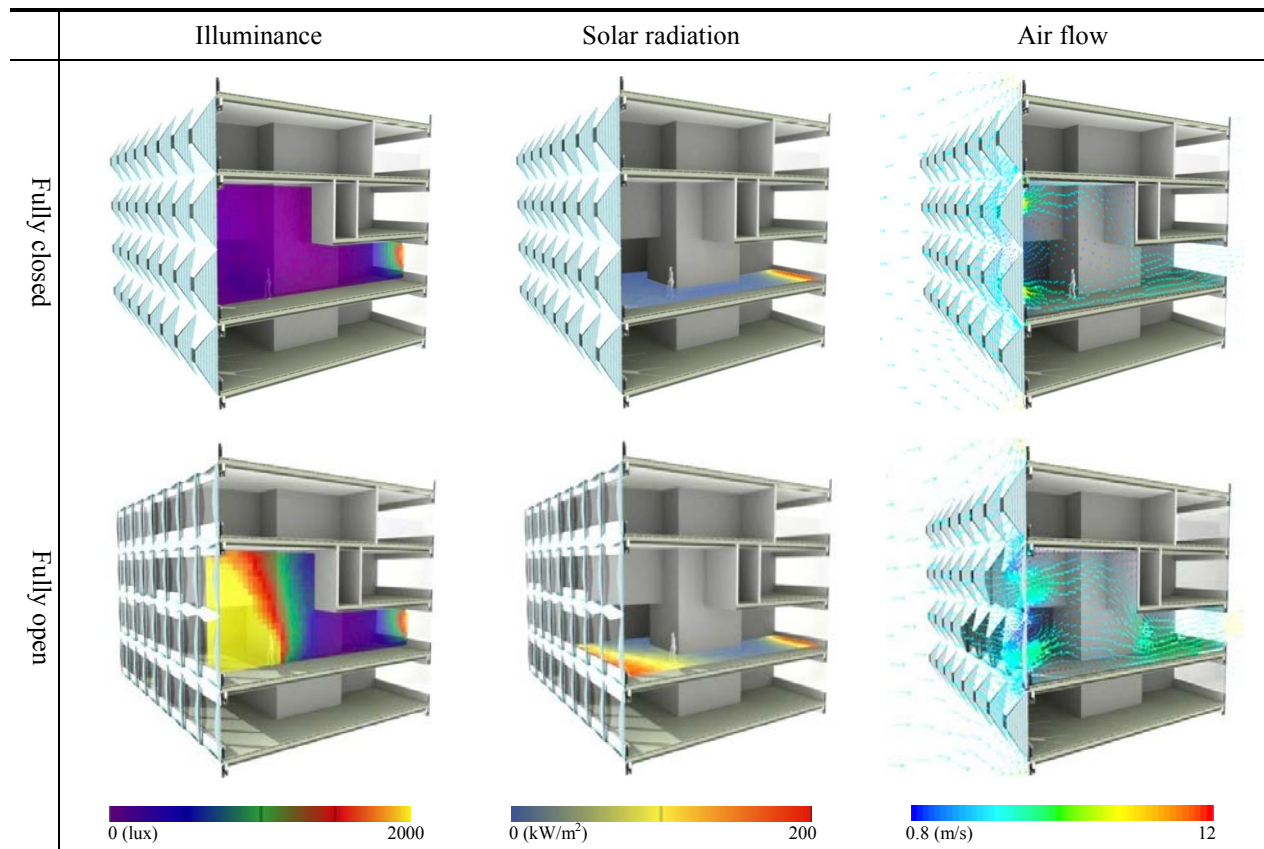 Illuminance Solar radiation Air flow
Fully closed
Fully open
0 (lux) 2000 0 (kW/m²) 200 0.8 (m/s) 12